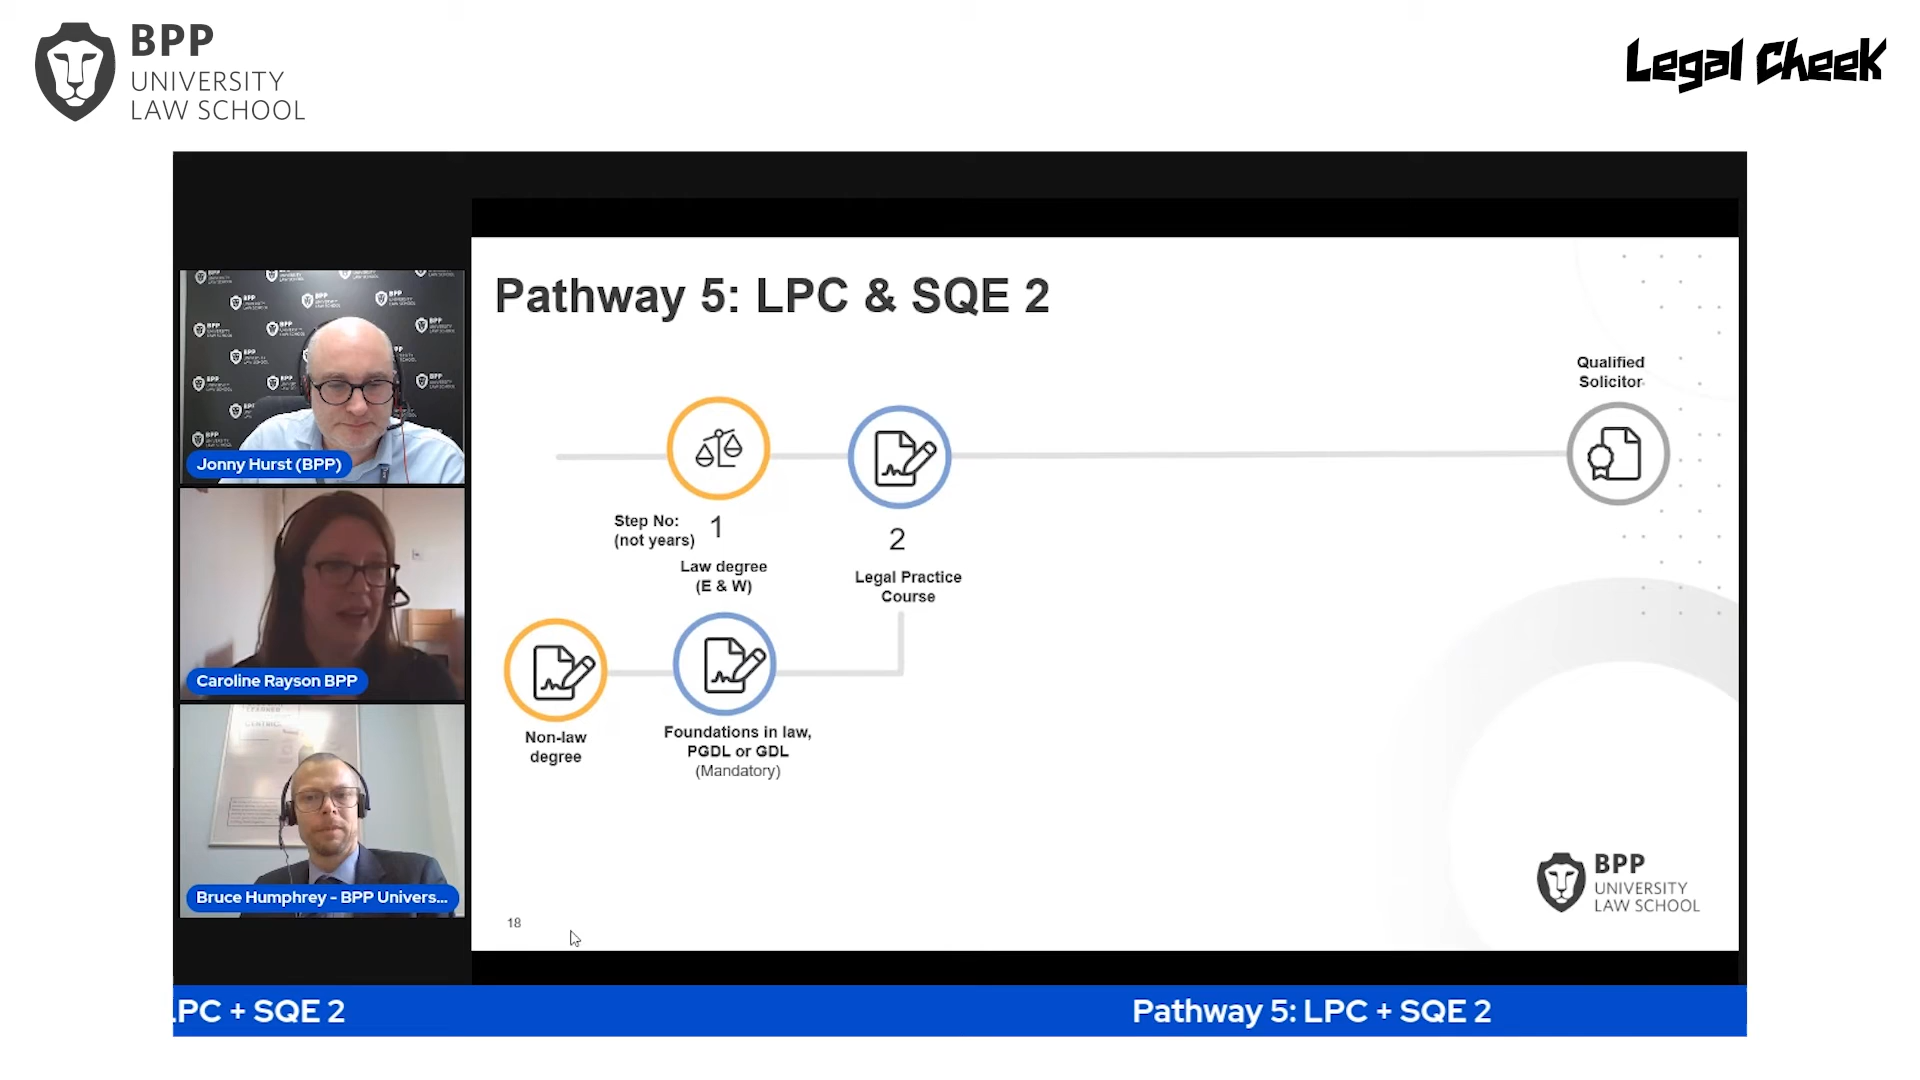 BPP
UNIVERSITY
LAW SCHOOL
Legal Cheek
Jonny Hurst (BPP)
Caroline Rayson BPP
Bruce Humphrey - BPP Univers...
Pathway 5: LPC & SQE 2
Qualified
Solicitor
Step No:
(not years)
1
Law degree
(E & W)
2
Legal Practice
Course
Non-law
degree
Foundations in law,
PGDL or GDL
(Mandatory)
18
BPP
UNIVERSITY
LAW SCHOOL
LPC + SQE 2
Pathway 5: LPC + SQE 2